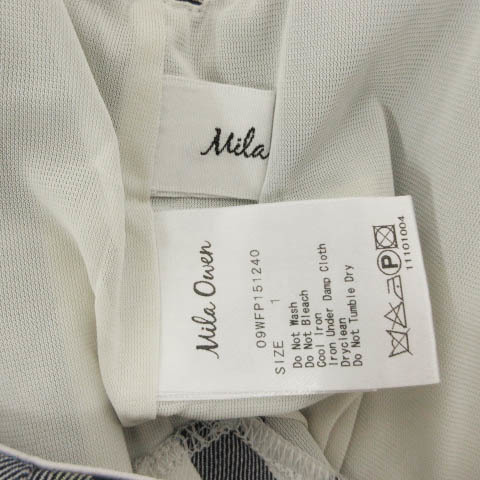 Mila
Mila Owen
09WFP151240
SIZE 1
Do Not Wash
Do Not Bleach
Cool Iron
Iron Under Damp Cloth
Dryclean
Do Not Tumble Dry
P
11101004